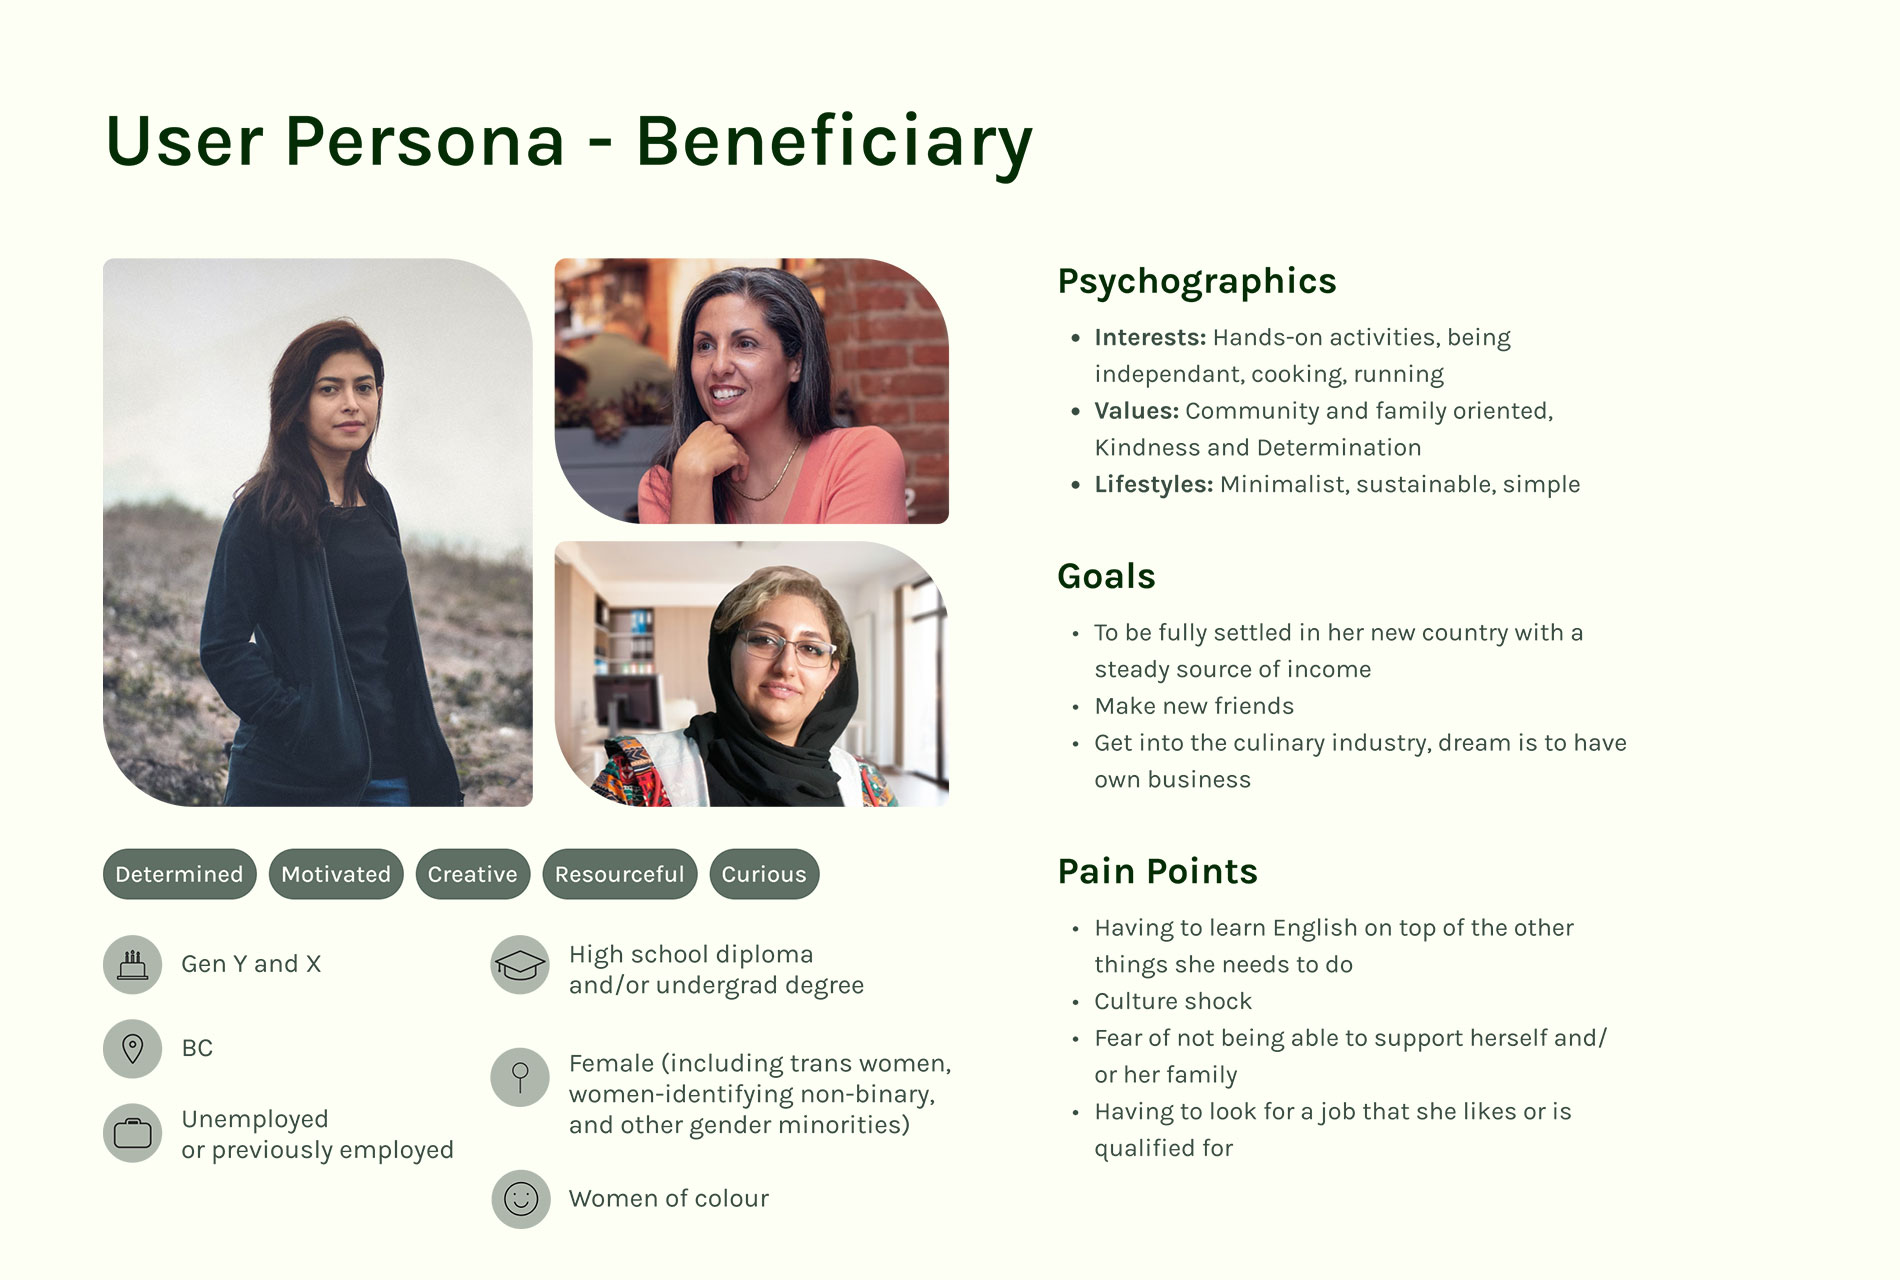 User Persona - Beneficiary
Determined
Motivated
Creative
Resourceful
Curious
Gen Y and X
BC
Unemployed
or previously employed
High school diploma
and/or undergrad degree
Female (including trans women,
women-identifying non-binary,
and other gender minorities)
Women of colour
Psychographics
• Interests: Hands-on activities, being
independant, cooking, running
• Values: Community and family oriented,
Kindness and Determination
• Lifestyles: Minimalist, sustainable, simple
Goals
• To be fully settled in her new country with a
steady source of income
• Make new friends
• Get into the culinary industry, dream is to have
own business
Pain Points
• Having to learn English on top of the other
things she needs to do
• Culture shock
• Fear of not being able to support herself and/
or her family
• Having to look for a job that she likes or is
qualified for